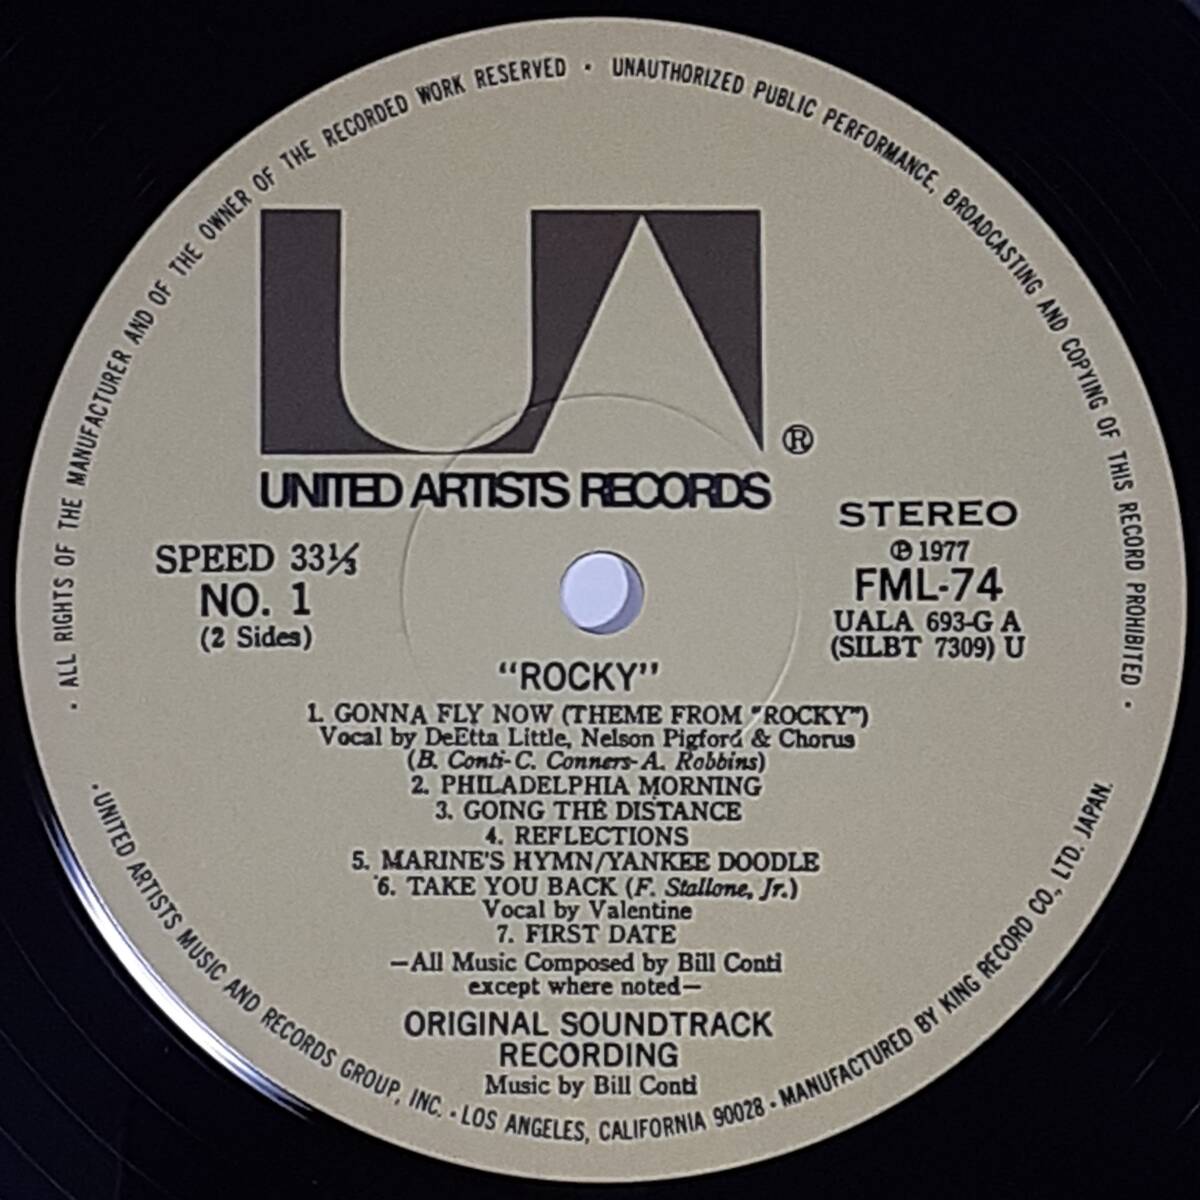 · ALL RIGHTS OF THE MANUFACTURER AND OF THE OWNER OF THE RECORDED WORK RESERVED · UNAUTHORIZED PUBLIC PERFORMANCE, BROADCASTING AND COPYING OF THIS RECORD PROHIBITED ·
UA ®
UNITED ARTISTS RECORDS
SPEED 33⅓
NO. 1
(2 Sides)
STEREO
℗ 1977
FML-74
UALA 693-G A
(SILBT 7309) U
"ROCKY"
1. GONNA FLY NOW (THEME FROM "ROCKY")
Vocal by DeEtta Little, Nelson Pigford & Chorus
(B. Conti-C. Conners-A. Robbins)
2. PHILADELPHIA MORNING
3. GOING THE DISTANCE
4. REFLECTIONS
5. MARINE'S HYMN/YANKEE DOODLE
6. TAKE YOU BACK (F. Stallone, Jr.)
Vocal by Valentine
7. FIRST DATE
—All Music Composed by Bill Conti
except where noted—
ORIGINAL SOUNDTRACK
RECORDING
Music by Bill Conti
· UNITED ARTISTS MUSIC AND RECORDS GROUP, INC. · LOS ANGELES, CALIFORNIA 90028 · MANUFACTURED BY KING RECORD CO., LTD. JAPAN.